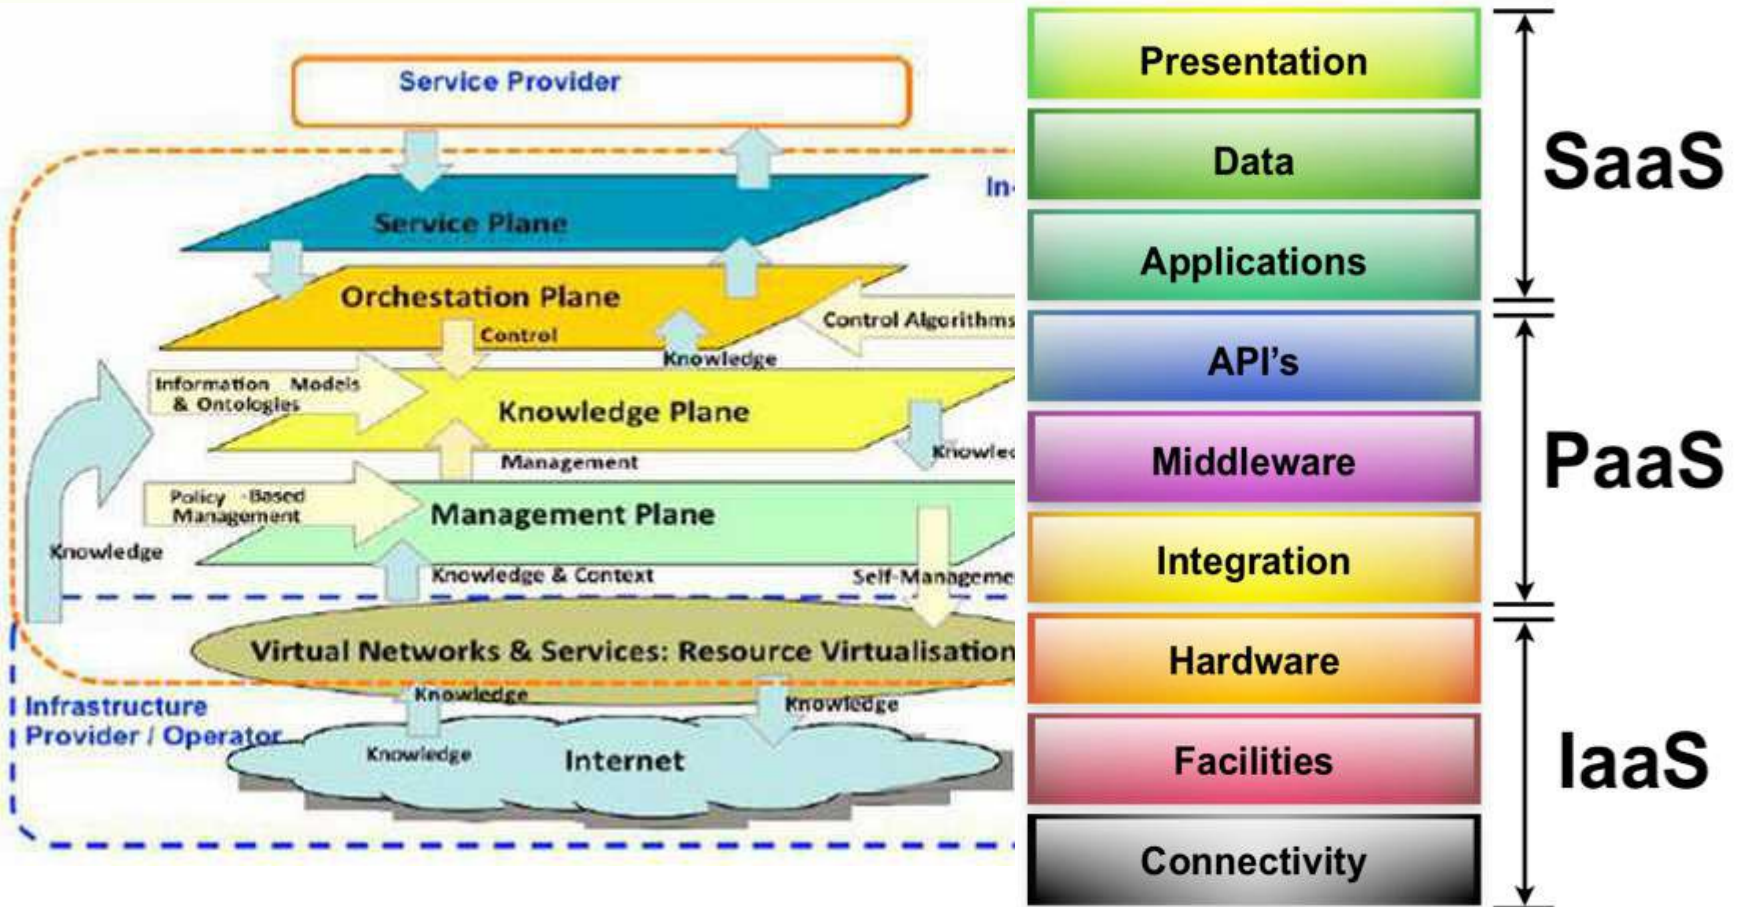 Service Provider
In-
Service Plane
Orchestation Plane
Control
Control Algorithms
Knowledge
Information Models
& Ontologies
Knowledge Plane
Management
Policy -Based
Management
Management Plane
Knowledge
Knowledge & Context
Self-Manageme
Virtual Networks & Services: Resource Virtualisation
Knowledge
Knowledge
Infrastructure
Provider / Operator
Knowledge
Internet
Presentation
Data
Applications
API's
Middleware
Integration
Hardware
Facilities
Connectivity
SaaS
PaaS
IaaS